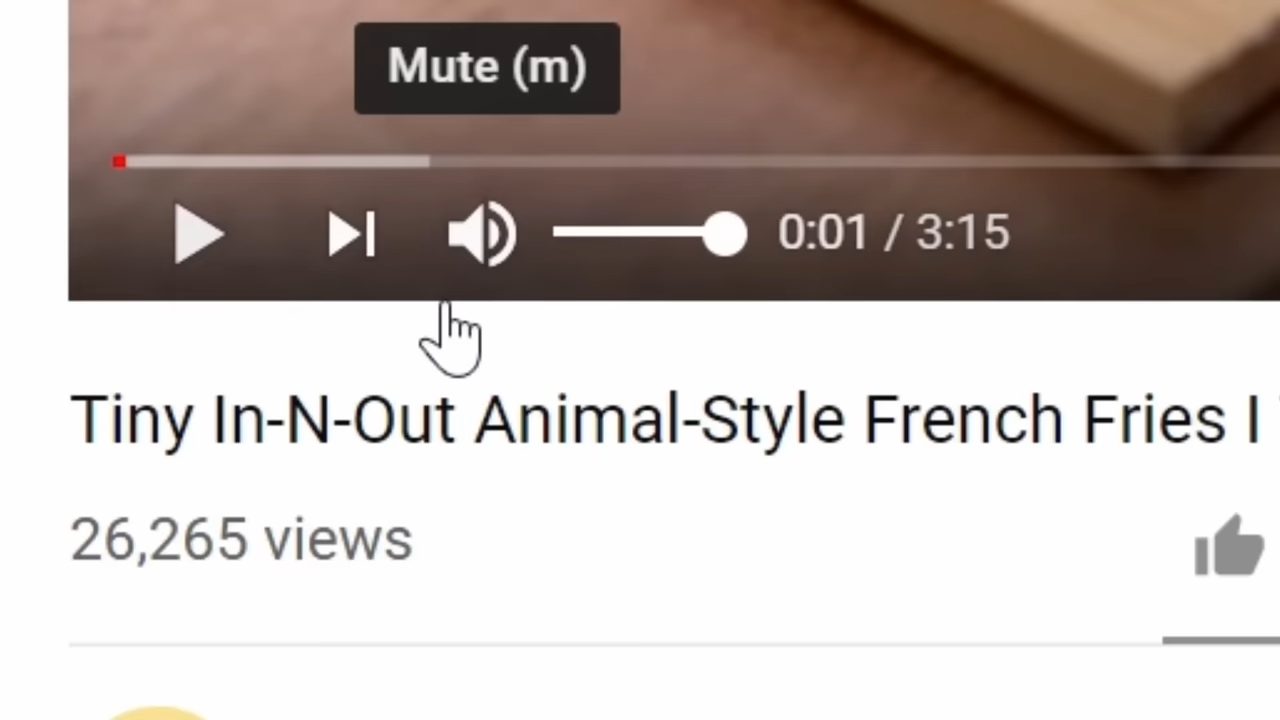 Mute (m)
0:01 / 3:15
Tiny In-N-Out Animal-Style French Fries I
26,265 views